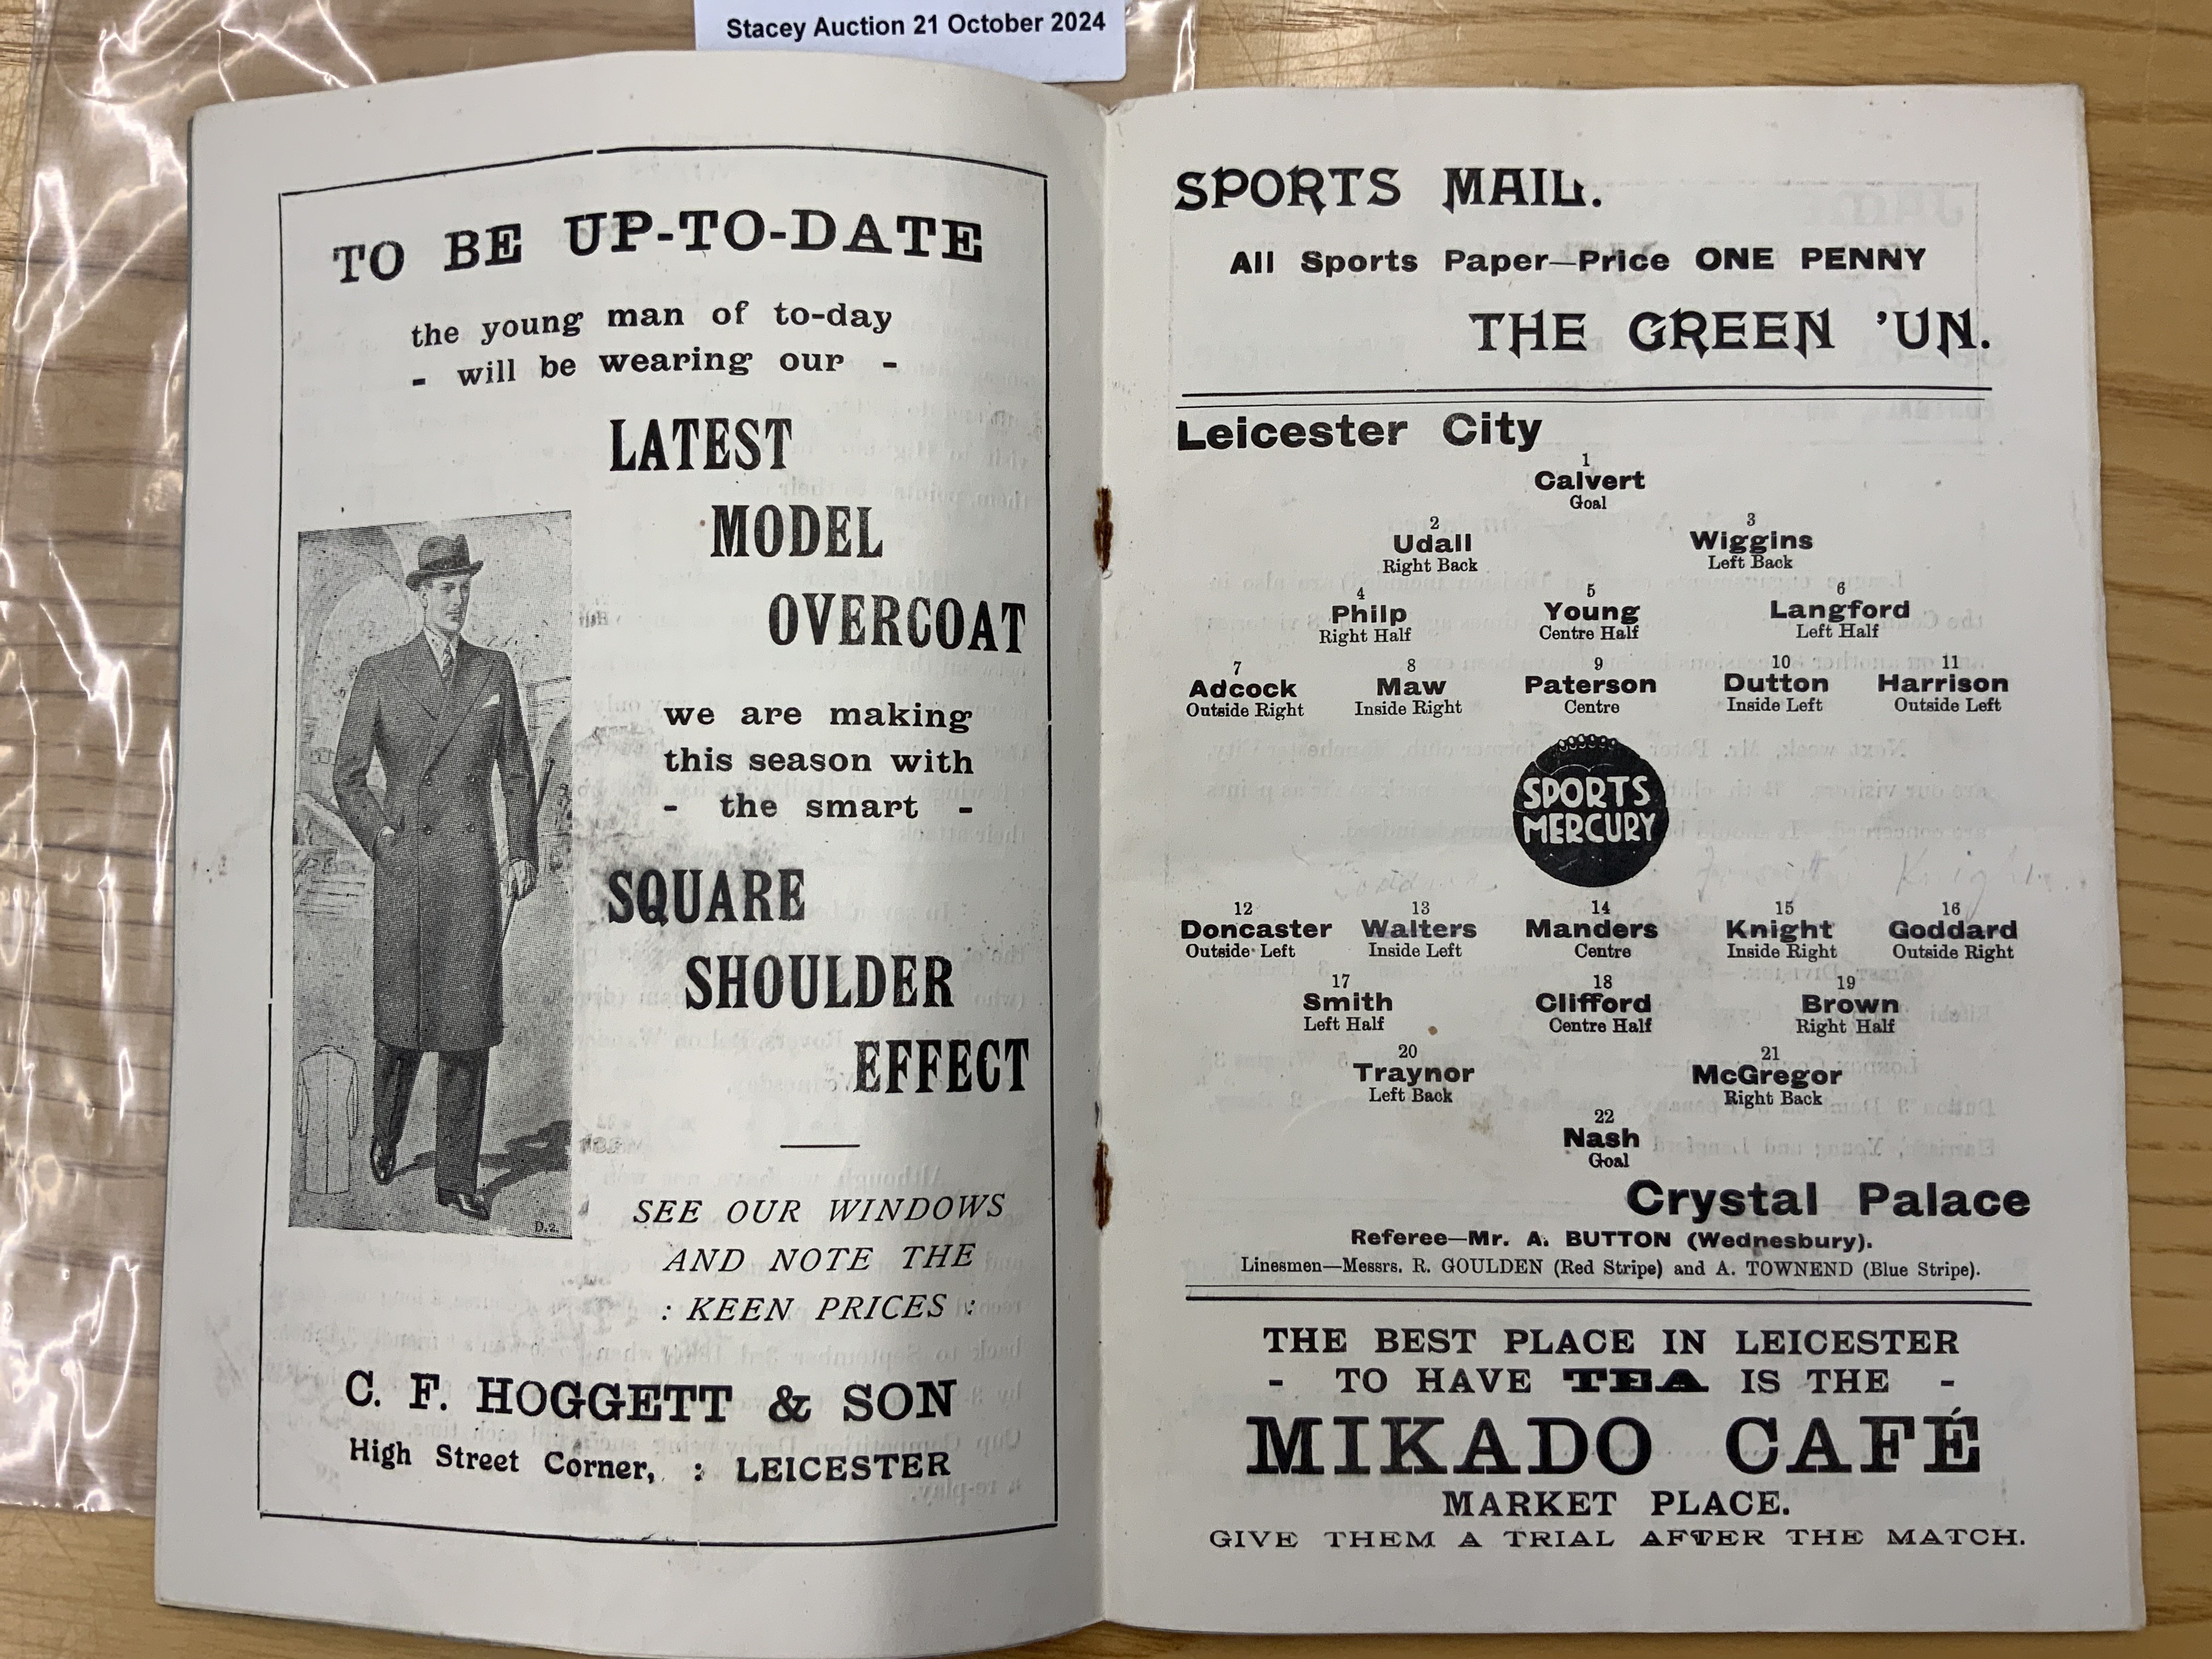 Stacey Auction 21 October 2024
TO BE UP-TO-DATE
the young man of to-day
- will be wearing our -
LATEST
MODEL
OVERCOAT
we are making
this season with
- the smart -
SQUARE
SHOULDER
EFFECT
D.2.
SEE OUR WINDOWS
AND NOTE THE
: KEEN PRICES :
C. F. HOGGETT & SON
High Street Corner, : LEICESTER
SPORTS MAIL.
All Sports Paper—Price ONE PENNY
THE GREEN 'UN.
Leicester City
1
Calvert
Goal
2 3
Udall Wiggins
Right Back Left Back
4 5 6
Philp Young Langford
Right Half Centre Half Left Half
7 8 9 10 11
Adcock Maw Paterson Dutton Harrison
Outside Right Inside Right Centre Inside Left Outside Left
SPORTS
MERCURY
12 13 14 15 16
Doncaster Walters Manders Knight Goddard
Outside Left Inside Left Centre Inside Right Outside Right
17 18 19
Smith Clifford Brown
Left Half Centre Half Right Half
20 21
Traynor McGregor
Left Back Right Back
22
Nash
Goal
Crystal Palace
Referee—Mr. A. BUTTON (Wednesbury).
Linesmen—Messrs. R. GOULDEN (Red Stripe) and A. TOWNEND (Blue Stripe).
THE BEST PLACE IN LEICESTER
- TO HAVE TEA IS THE -
MIKADO CAFÉ
MARKET PLACE.
GIVE THEM A TRIAL AFTER THE MATCH.